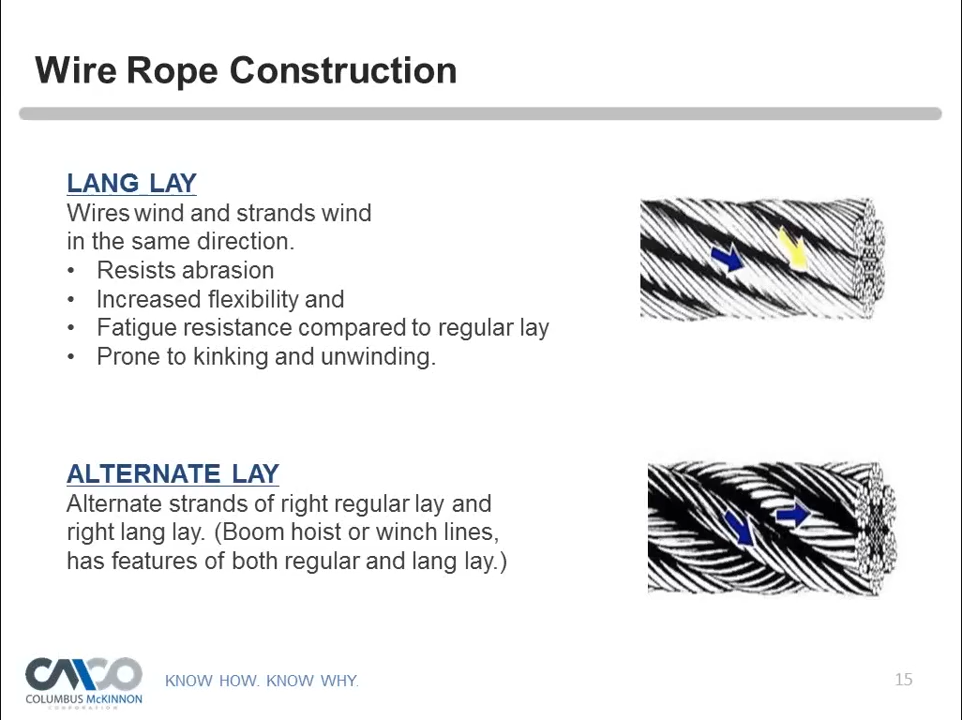 Wire Rope Construction
LANG LAY
Wires wind and strands wind
in the same direction.
• Resists abrasion
• Increased flexibility and
• Fatigue resistance compared to regular lay
• Prone to kinking and unwinding.
ALTERNATE LAY
Alternate strands of right regular lay and
right lang lay. (Boom hoist or winch lines,
has features of both regular and lang lay.)
CMCO
COLUMBUS McKINNON
CORPORATION
KNOW HOW. KNOW WHY.
15